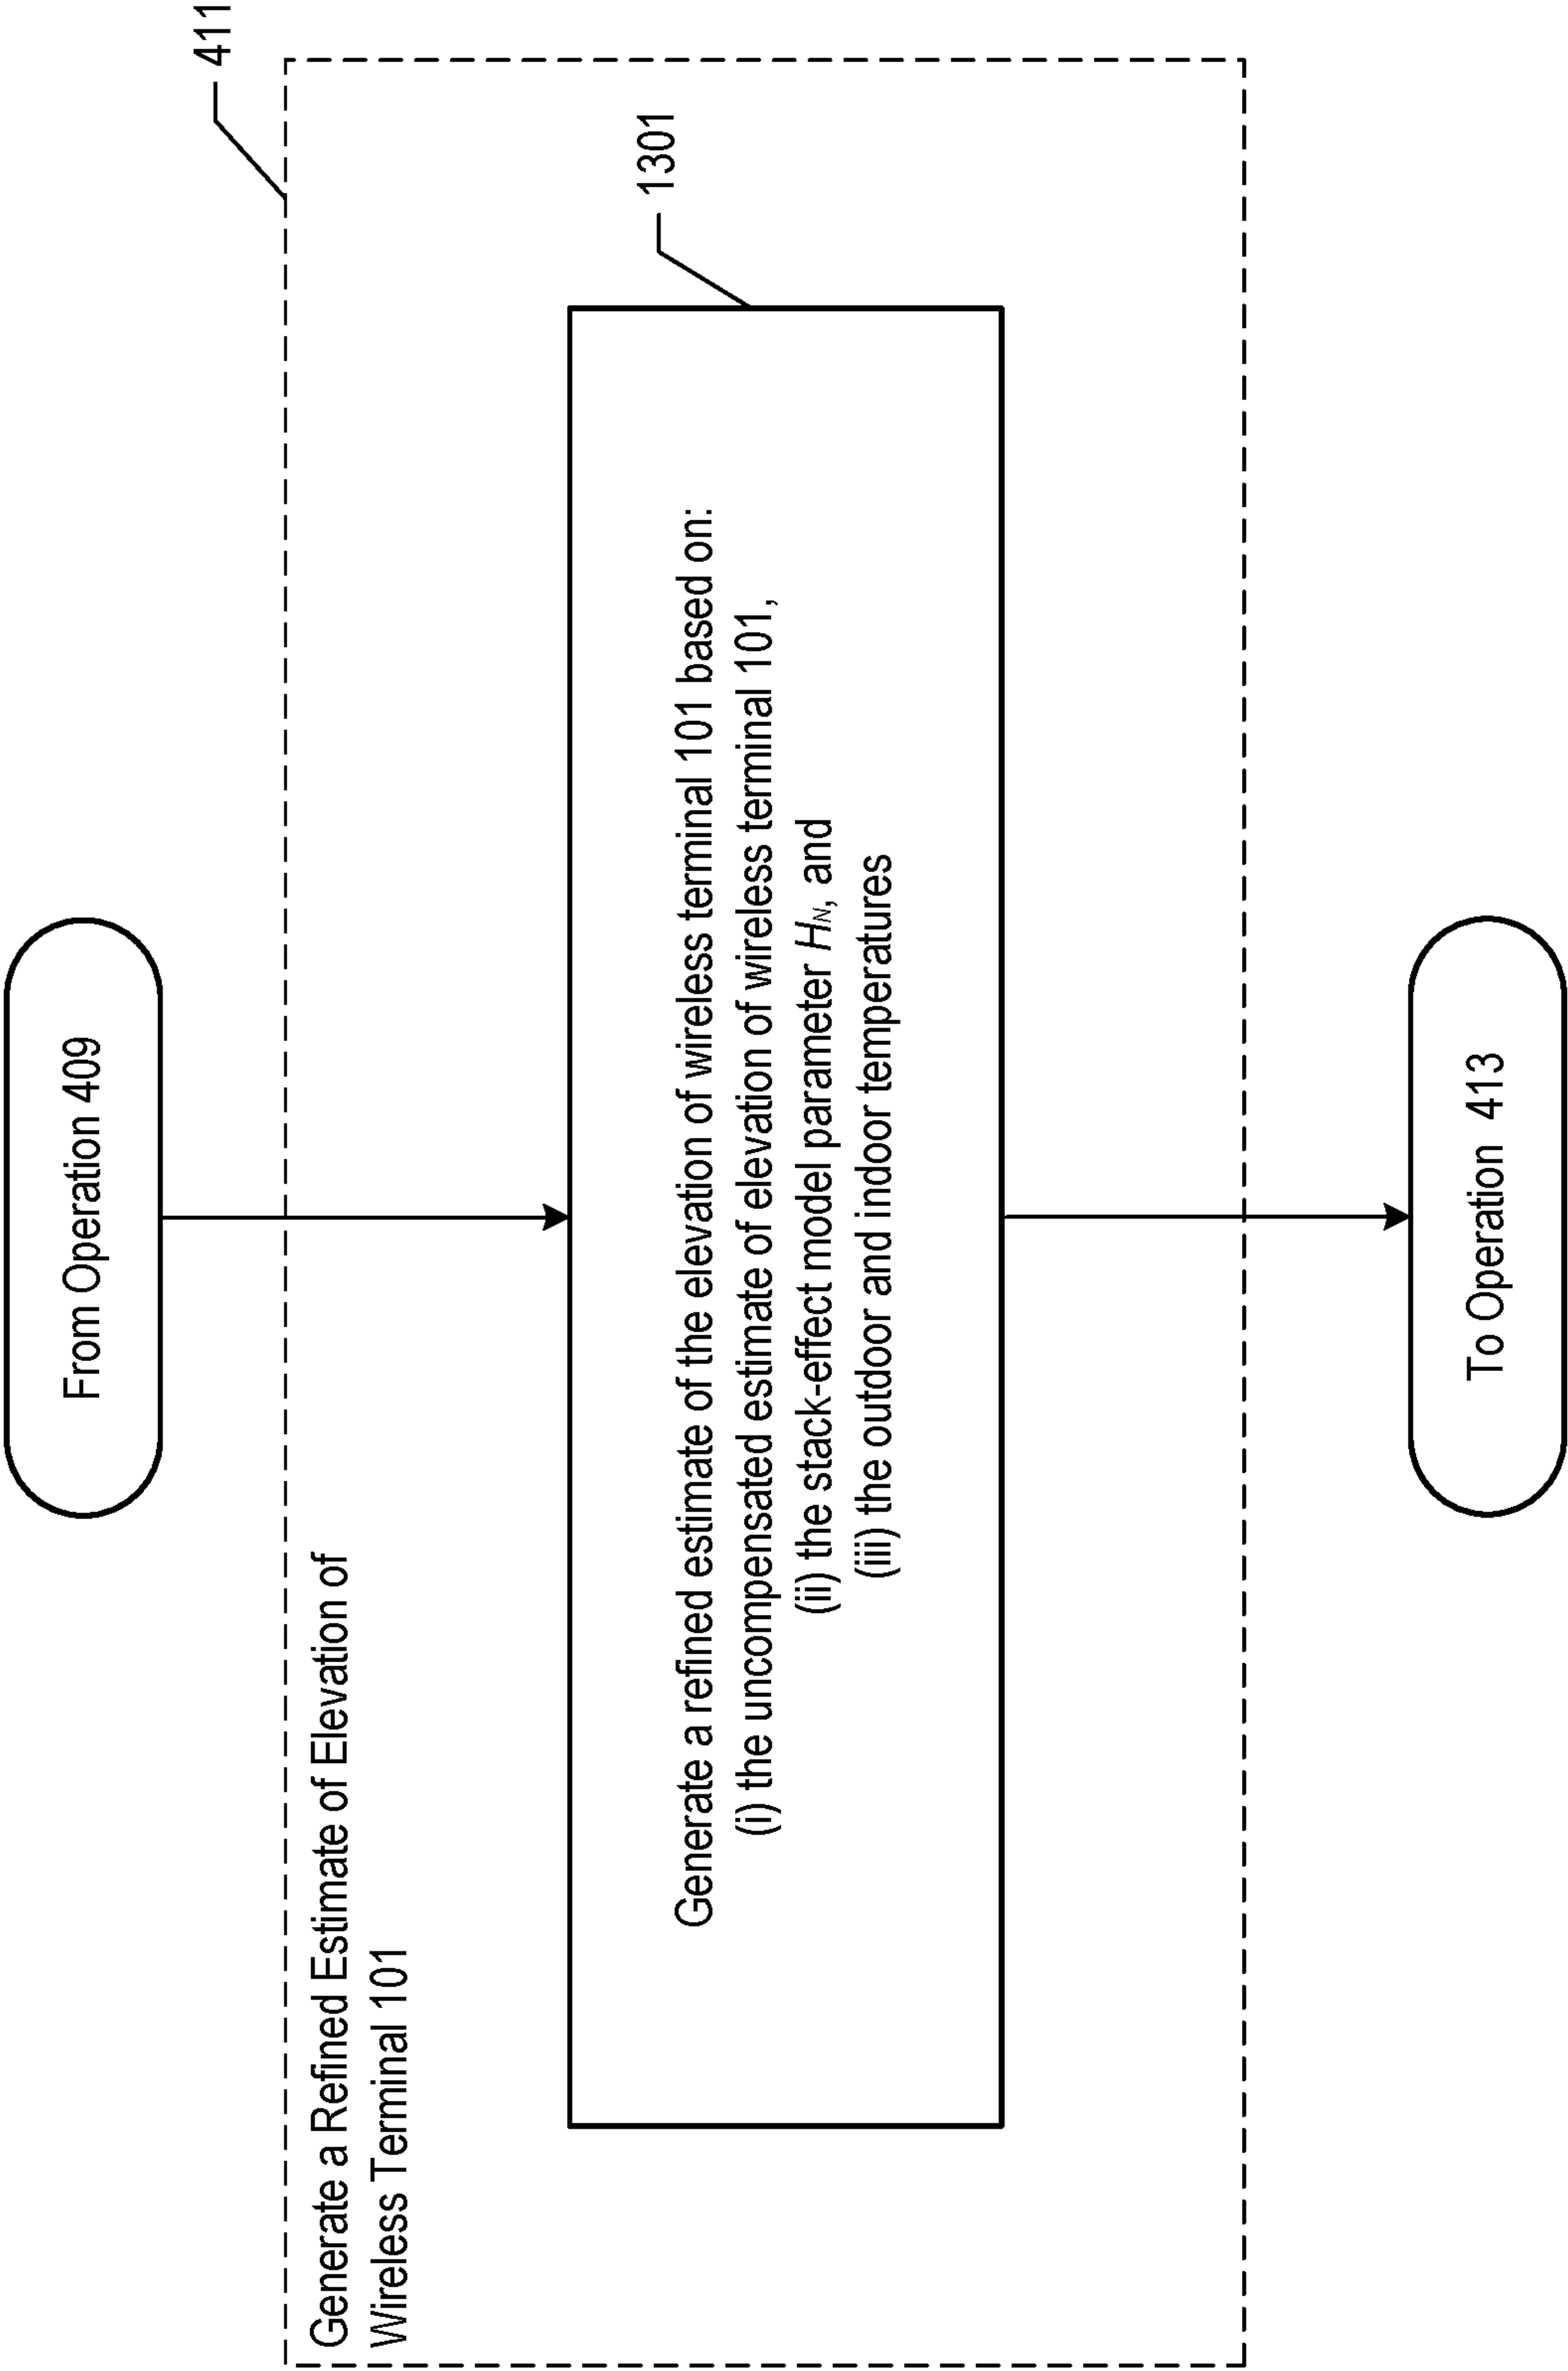 From Operation 409
411
Generate a Refined Estimate of Elevation of
Wireless Terminal 101
1301
Generate a refined estimate of the elevation of wireless terminal 101 based on:
(i) the uncompensated estimate of elevation of wireless terminal 101,
(ii) the stack-effect model parameter H_N, and
(iii) the outdoor and indoor temperatures
To Operation 413